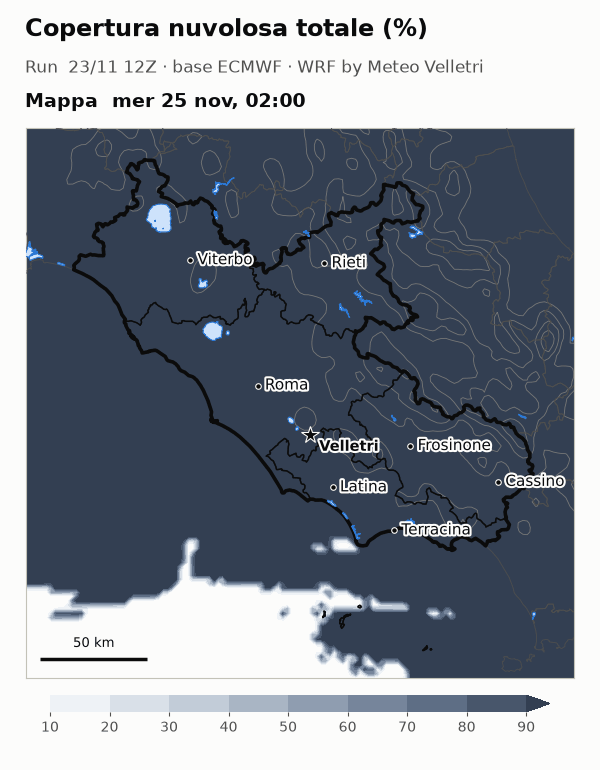 Copertura nuvolosa totale (%)
Run 23/11 12Z · base ECMWF · WRF by Meteo Velletri
Mappa mer 25 nov, 02:00
Viterbo
Rieti
Roma
Velletri
Frosinone
Cassino
Latina
Terracina
50 km
10 20 30 40 50 60 70 80 90